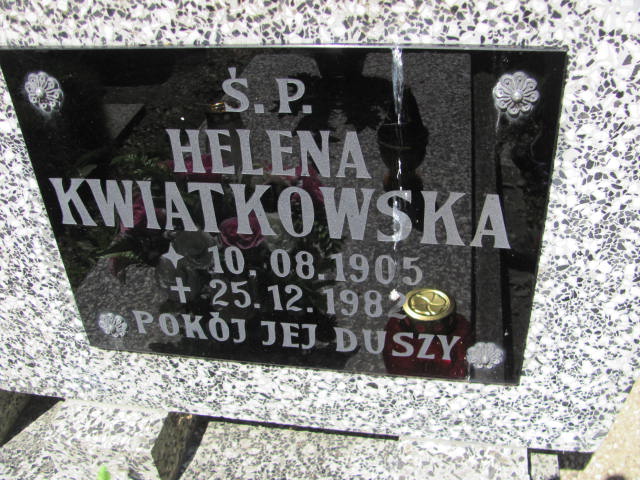 Ś.P.
HELENA
KWIATKOWSKA
10.08.1905
✝ 25.12.1982
POKÓJ JEJ DUSZY